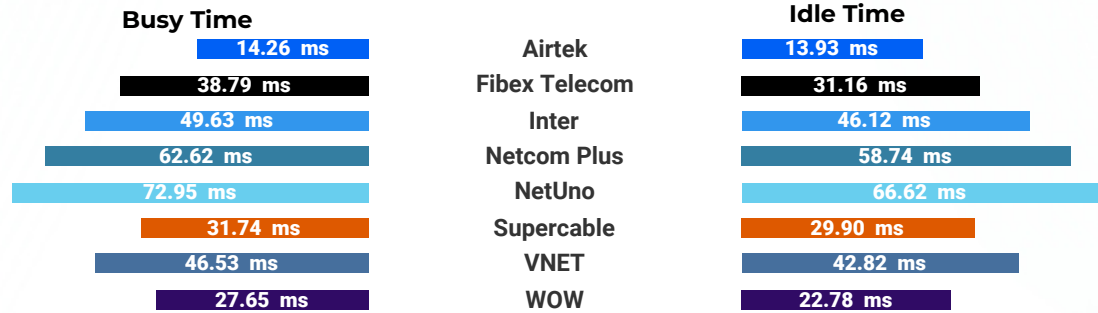 Busy Time Idle Time
14.26 ms Airtek 13.93 ms
38.79 ms Fibex Telecom 31.16 ms
49.63 ms Inter 46.12 ms
62.62 ms Netcom Plus 58.74 ms
72.95 ms NetUno 66.62 ms
31.74 ms Supercable 29.90 ms
46.53 ms VNET 42.82 ms
27.65 ms WOW 22.78 ms